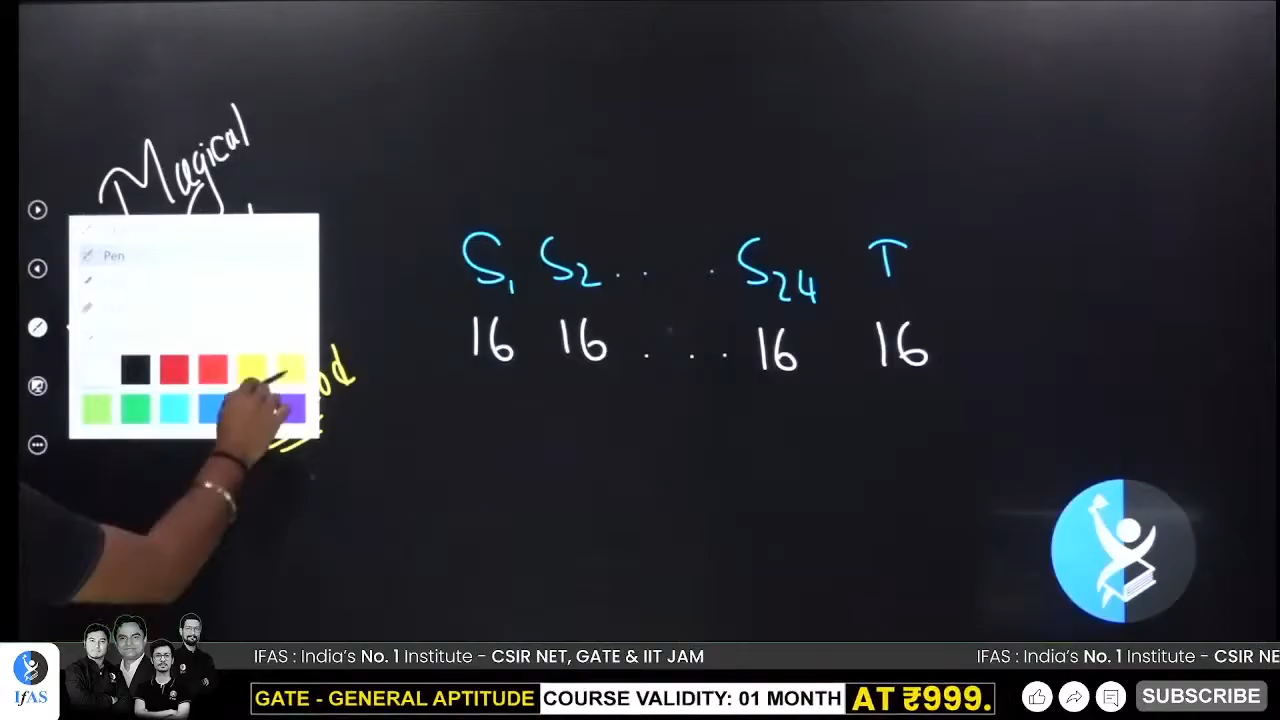 Magical
Pen
S1 S2 . . . S24 T
16 16 . . . 16 16
IFAS : India's No. 1 Institute - CSIR NET, GATE & IIT JAM
IFAS : India's No. 1 Institute - CSIR NE
IFAS
GATE - GENERAL APTITUDE COURSE VALIDITY: 01 MONTH AT ₹999.
SUBSCRIBE